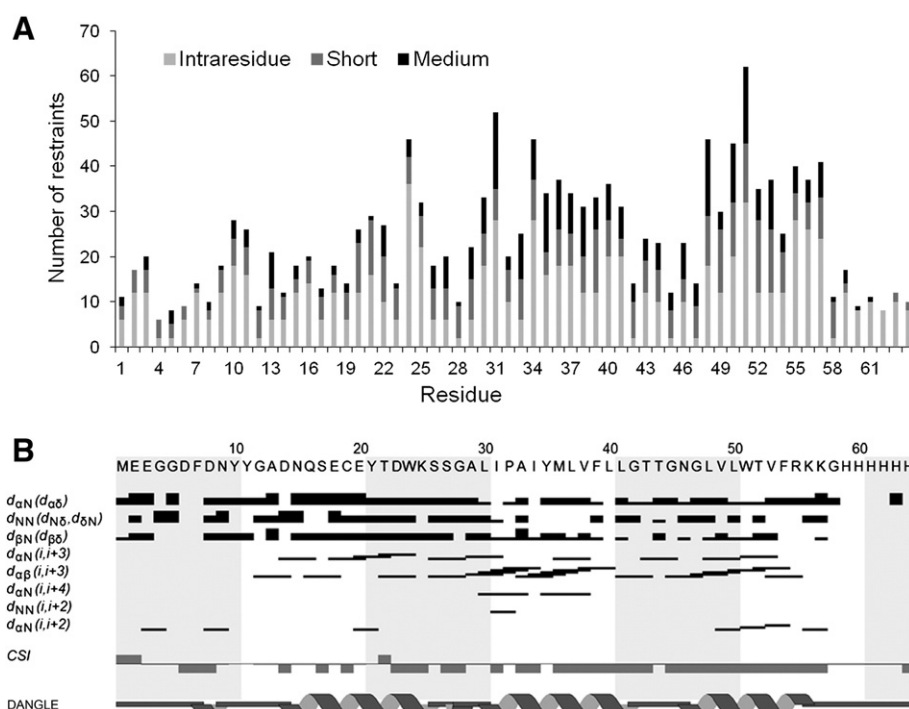 A
70
60
50
40
30
20
10
0
Number of restraints
Intraresidue Short Medium
1 4 7 10 13 16 19 22 25 28 31 34 37 40 43 46 49 52 55 58 61
Residue
B
10 20 30 40 50 60
MEEGGDFDNYYGADNQSECEYTDWKSSGALIPAIYMLVFLLGTTGNGLVLWTVFRKKGHHHHHH
dαN(dαδ)
dNN(dNδ,dδN)
dβN(dβδ)
dαN(i,i+3)
dαβ(i,i+3)
dαN(i,i+4)
dNN(i,i+2)
dαN(i,i+2)
CSI
DANGLE